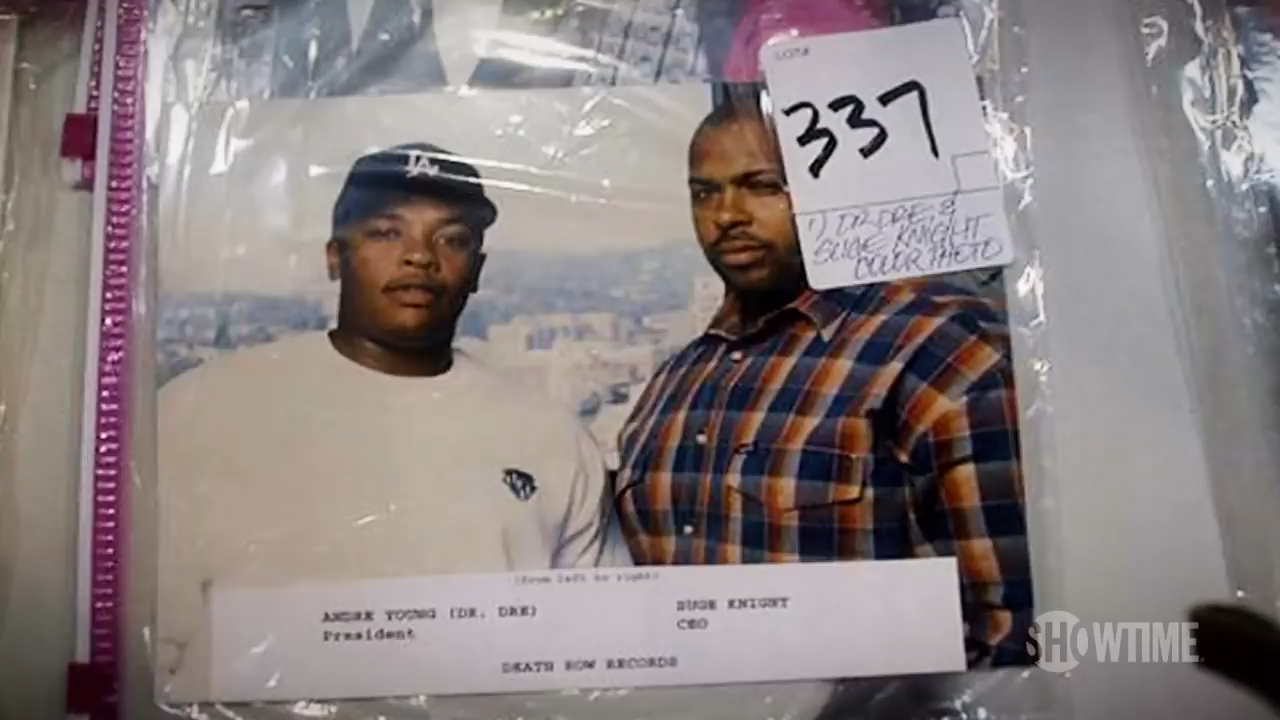 LA
337
1) DR. DRE &
SUGE KNIGHT
COLOR PHOTO
(from left to right)
ANDRE YOUNG (DR. DRE)
President
SUGE KNIGHT
CEO
DEATH ROW RECORDS
SHOWTIME